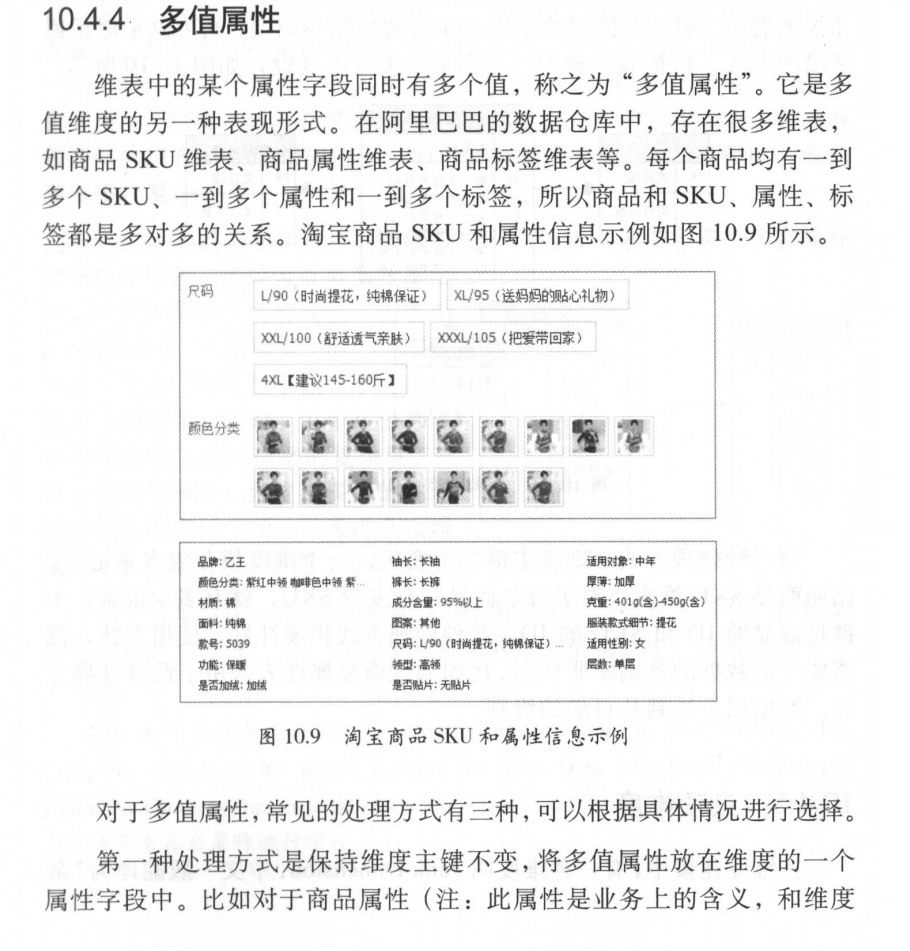 10.4.4 多值属性
维表中的某个属性字段同时有多个值，称之为“多值属性”。它是多
值维度的另一种表现形式。在阿里巴巴的数据仓库中，存在很多维表，
如商品 SKU 维表、商品属性维表、商品标签维表等。每个商品均有一到
多个 SKU、一到多个属性和一到多个标签，所以商品和 SKU、属性、标
签都是多对多的关系。淘宝商品 SKU 和属性信息示例如图 10.9 所示。
尺码 L/90（时尚提花，纯棉保证） XL/95（送妈妈的贴心礼物）
XXL/100（舒适透气亲肤） XXXL/105（把爱带回家）
4XL【建议145-160斤】
颜色分类
品牌: 乙主 袖长: 长袖 适用对象: 中年
颜色分类: 紫红中领 咖啡色中领 紫... 裤长: 长裤 厚薄: 加厚
材质: 棉 成分含量: 95%以上 克重: 401g(含)-450g(含)
面料: 纯棉 图案: 其他 服装款式细节: 提花
款号: 5039 尺码: L/90（时尚提花，纯棉保证）... 适用性别: 女
功能: 保暖 领型: 高领 层数: 单层
是否加绒: 加绒 是否贴片: 无贴片
图 10.9 淘宝商品 SKU 和属性信息示例
对于多值属性，常见的处理方式有三种，可以根据具体情况进行选择。
第一种处理方式是保持维度主键不变，将多值属性放在维度的一个
属性字段中。比如对于商品属性（注：此属性是业务上的含义，和维度